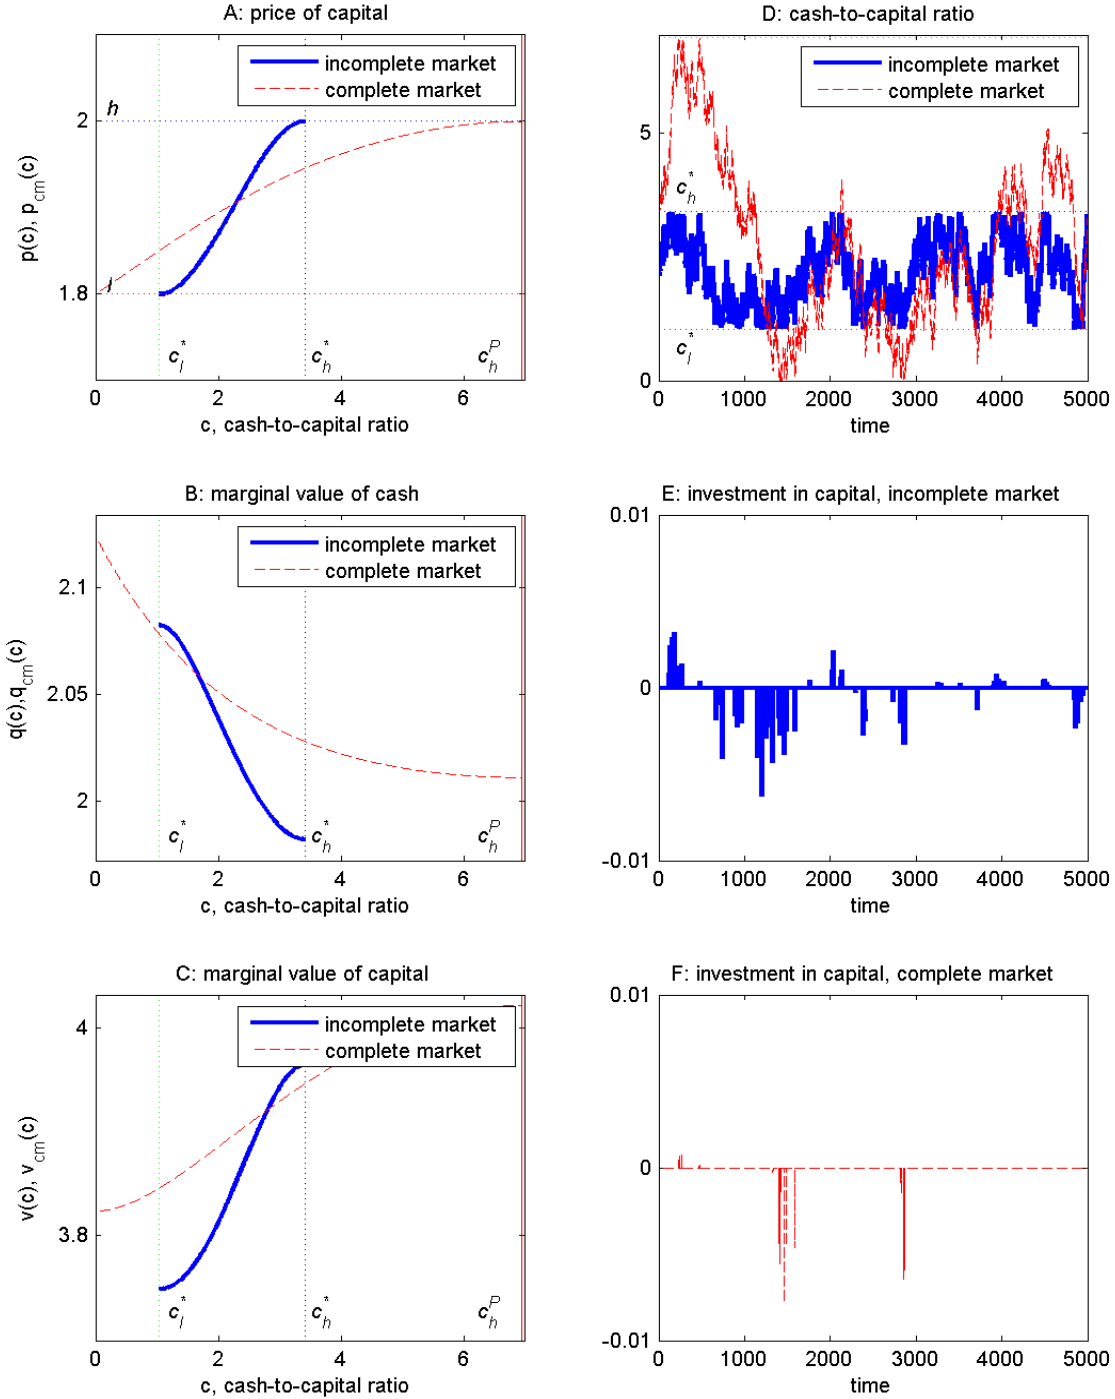 A: price of capital
incomplete market
complete market
h
l
2
1.8
p(c), p_cm(c)
c_l^*
c_h^*
c_h^P
0 2 4 6
c, cash-to-capital ratio
D: cash-to-capital ratio
incomplete market
complete market
5
0
c_h^*
c_l^*
0 1000 2000 3000 4000 5000
time
B: marginal value of cash
incomplete market
complete market
2.1
2.05
2
q(c),q_cm(c)
c_l^*
c_h^*
c_h^P
0 2 4 6
c, cash-to-capital ratio
E: investment in capital, incomplete market
0.01
0
-0.01
0 1000 2000 3000 4000 5000
time
C: marginal value of capital
incomplete market
complete market
4
3.8
v(c), v_cm(c)
c_l^*
c_h^*
c_h^P
0 2 4 6
c, cash-to-capital ratio
F: investment in capital, complete market
0.01
0
-0.01
0 1000 2000 3000 4000 5000
time